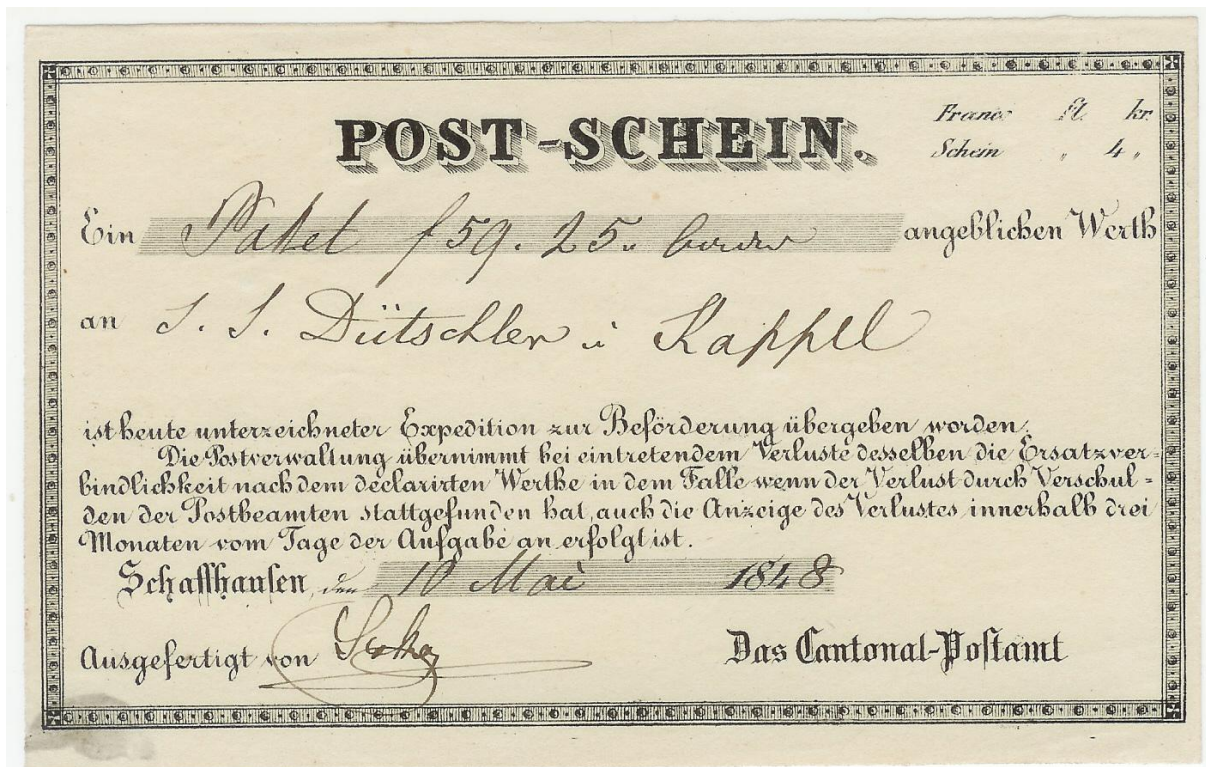 POST-SCHEIN.
Franco fl. kr.
Schein " 4 "
Ein Paket f 59. 25. angeblichen Werth
an J. J. Dütschler i Kappel
ist heute unterzeichneter Expedition zur Beförderung übergeben worden.
Die Postverwaltung übernimmt bei eintretendem Verluste desselben die Ersatzver=
bindlichkeit nach dem declarirten Werthe in dem Falle wenn der Verlust durch Verschul=
den der Postbeamten stattgefunden hat, auch die Anzeige des Verlustes innerhalb drei
Monaten vom Tage der Aufgabe an erfolgt ist.
Schaffhausen, den 10 Mai 1848
Ausgefertigt von
Das Cantonal-Postamt